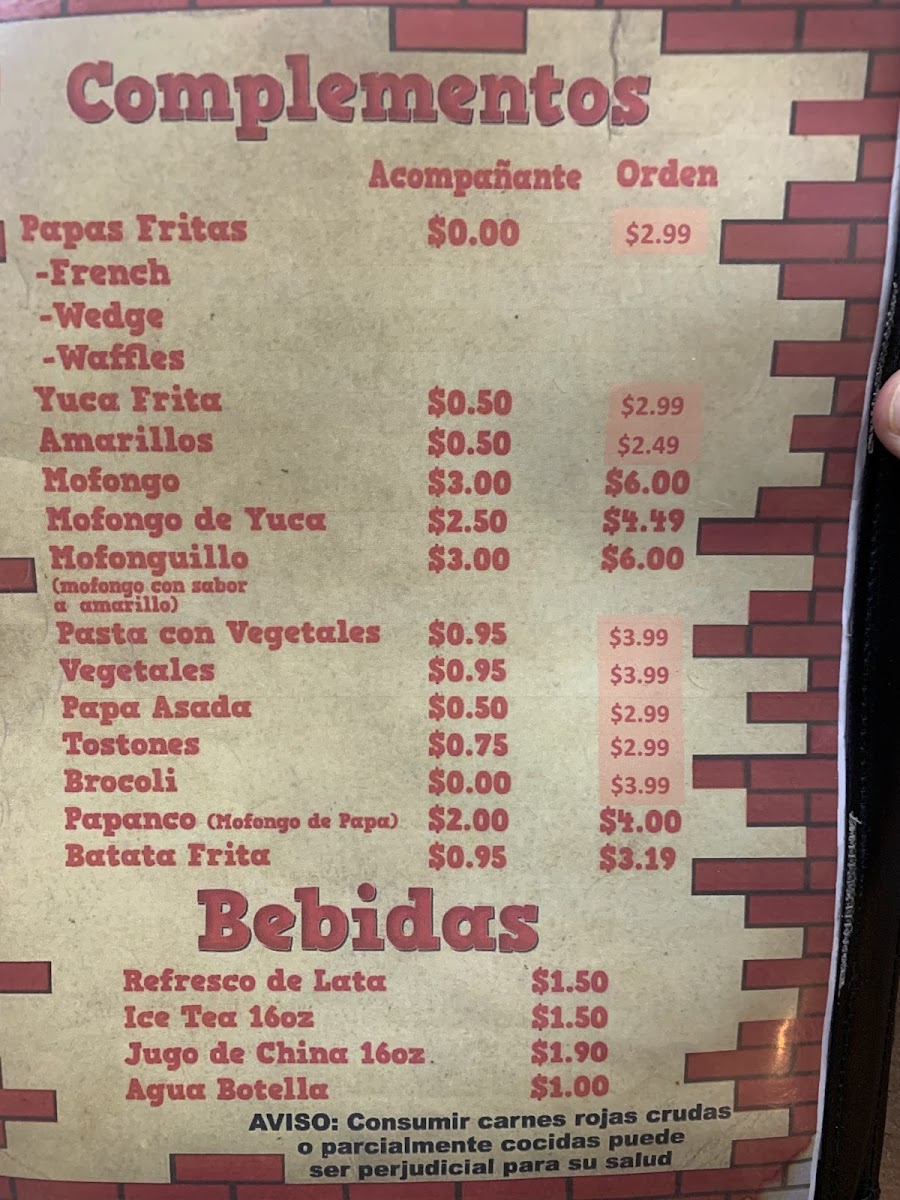 Complementos
Acompañante Orden
Papas Fritas $0.00 $2.99
-French
-Wedge
-Waffles
Yuca Frita $0.50 $2.99
Amarillos $0.50 $2.49
Mofongo $3.00 $6.00
Mofongo de Yuca $2.50 $4.49
Mofonguillo $3.00 $6.00
(mofongo con sabor
a amarillo)
Pasta con Vegetales $0.95 $3.99
Vegetales $0.95 $3.99
Papa Asada $0.50 $2.99
Tostones $0.75 $2.99
Brocoli $0.00 $3.99
Papanco (Mofongo de Papa) $2.00 $4.00
Batata Frita $0.95 $3.19
Bebidas
Refresco de Lata $1.50
Ice Tea 16oz $1.50
Jugo de China 16oz. $1.90
Agua Botella $1.00
AVISO: Consumir carnes rojas crudas
o parcialmente cocidas puede
ser perjudicial para su salud